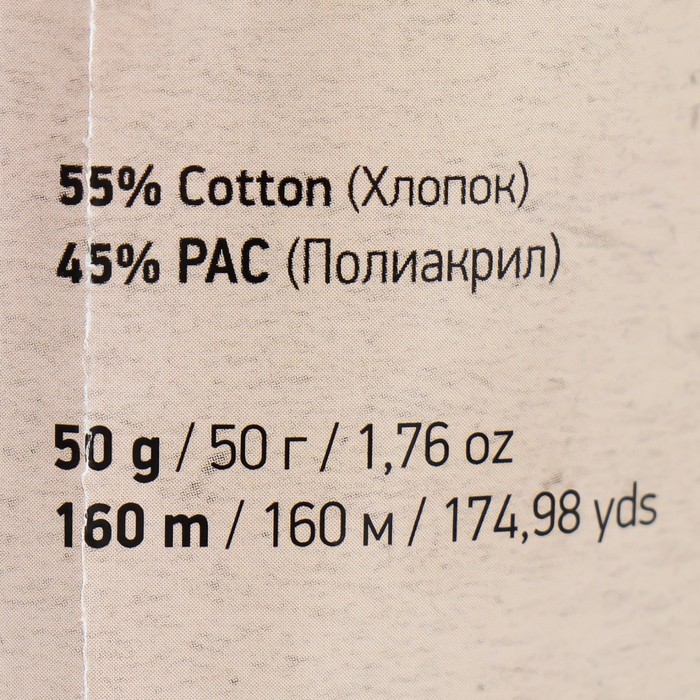 55% Cotton (Хлопок)
45% PAC (Полиакрил)
50 g / 50 г / 1,76 oz
160 m / 160 м / 174,98 yds